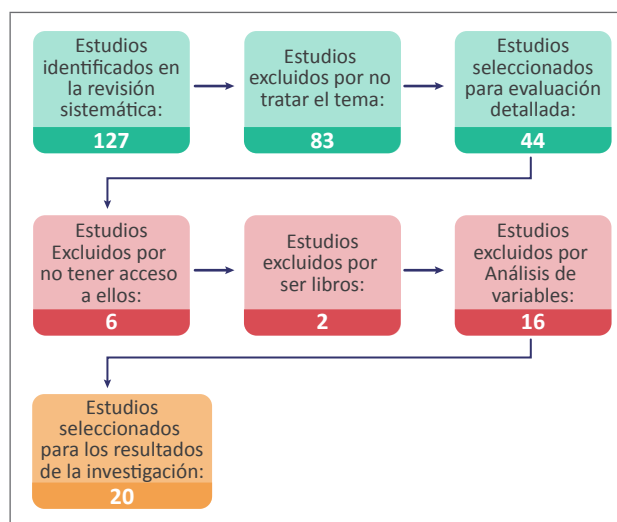 Estudios
identificados en
la revisión
sistemática:
127
Estudios
excluidos por no
tratar el tema:
83
Estudios
seleccionados
para evaluación
detallada:
44
Estudios
Excluidos por
no tener acceso
a ellos:
6
Estudios
excluidos por
ser libros:
2
Estudios
excluidos por
Análisis de
variables:
16
Estudios
seleccionados
para los resultados
de la investigación:
20